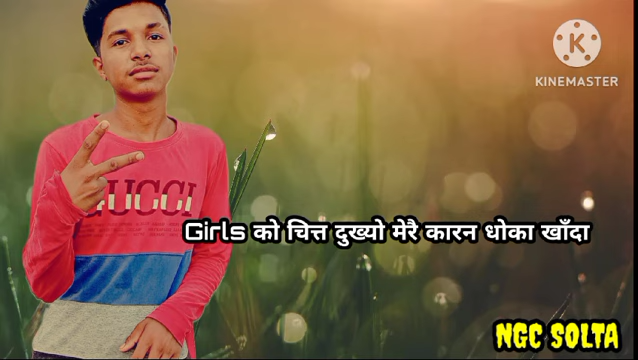 KINEMASTER
GUCCI
Girls को चित्त दुख्यो मेरै कारन धोका खाँदा
NGC SOLTA